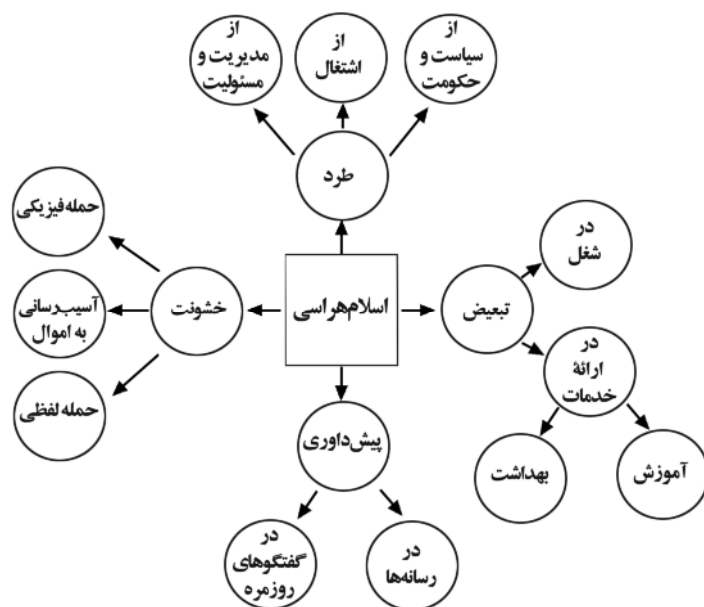 از
سیاست و
حکومت
از
اشتغال
از
مدیریت و
مسئولیت
طرد
در
شغل
تبعیض
در
ارائهٔ
خدمات
آموزش
بهداشت
اسلام‌هراسی
خشونت
حمله فیزیکی
آسیب‌رسانی
به اموال
حمله لفظی
پیش‌داوری
در
رسانه‌ها
در
گفتگوهای
روزمره